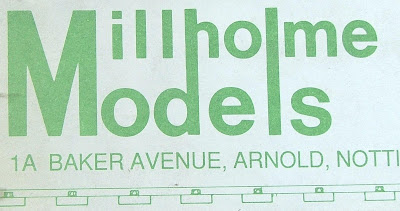 Millholme
Models
1A BAKER AVENUE, ARNOLD, NOTTI